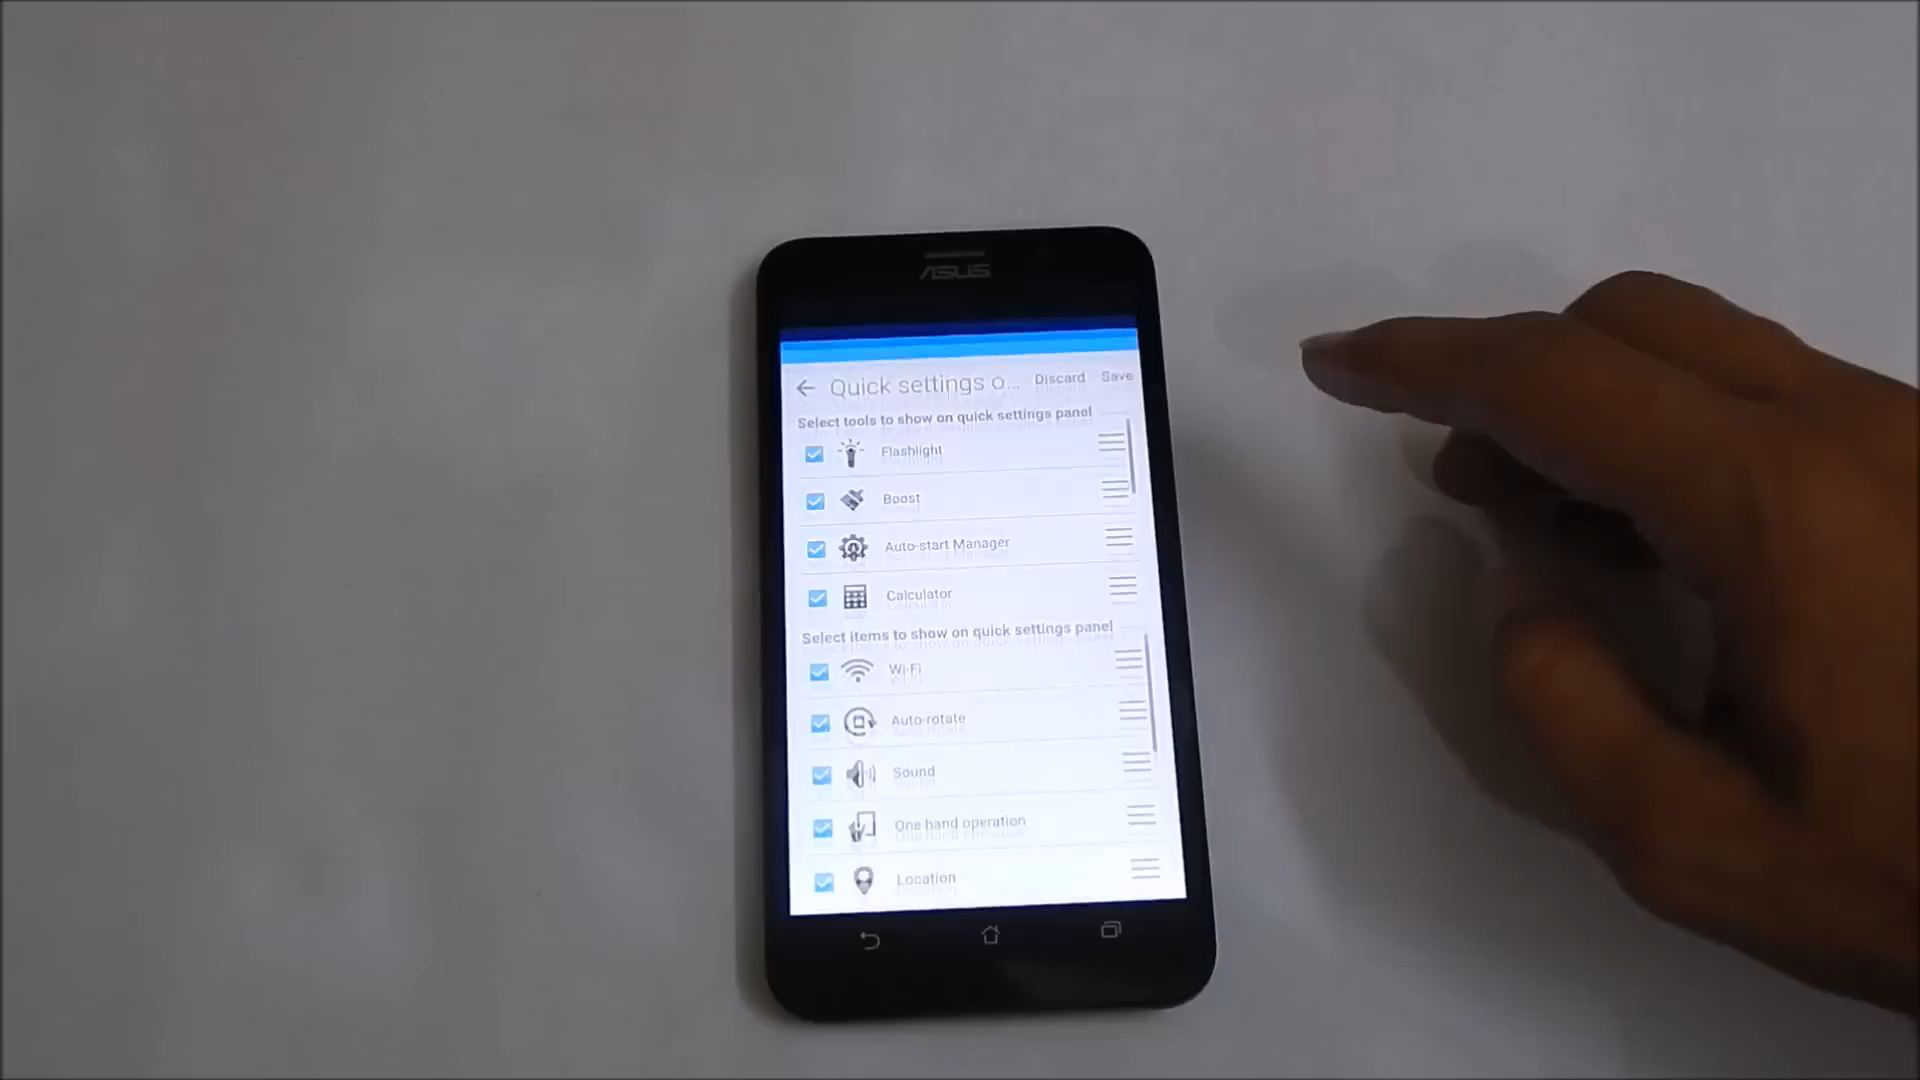 ASUS
Quick settings o... Discard Save
Select tools to show on quick settings panel
Flashlight
Boost
Auto-start Manager
Calculator
Select items to show on quick settings panel
Wi-Fi
Auto-rotate
Sound
One hand operation
Location